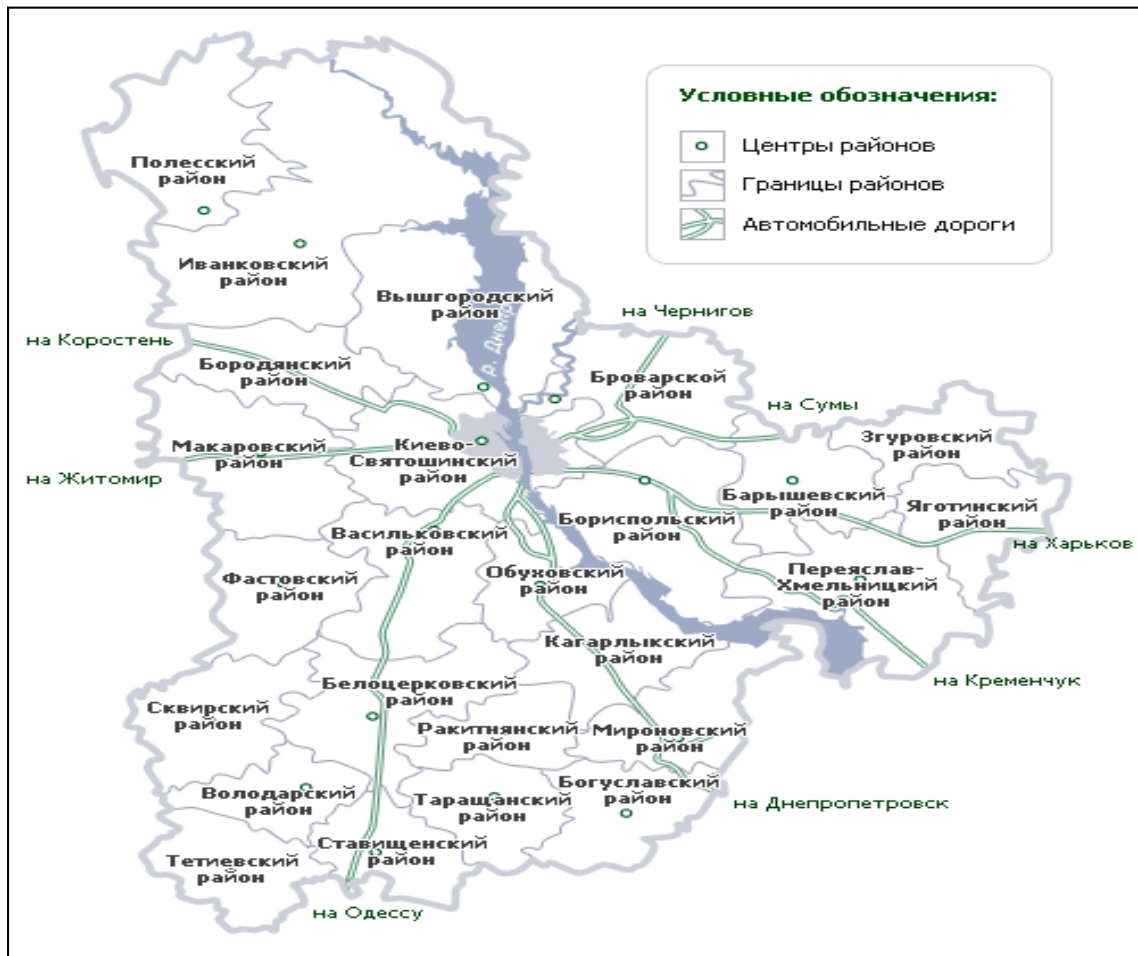 Условные обозначения:
Центры районов
Границы районов
Автомобильные дороги
Полесский
район
Иванковский
район
Вышгородский
район
р. Днепр
на Чернигов
на Коростень
Бородянский
район
Броварской
район
на Сумы
Згуровский
район
Макаровский
район
Киево-
Святошинский
район
на Житомир
Барышевский
район
Яготинский
район
на Харьков
Бориспольский
район
Васильковский
район
Фастовский
район
Обуховский
район
Переяслав-
Хмельницкий
район
Кагарлыкский
район
на Кременчук
Белоцерковский
район
Сквирский
район
Ракитнянский
район
Мироновский
район
Володарский
район
Таращанский
район
Богуславский
район
на Днепропетровск
Ставищенский
район
Тетиевский
район
на Одессу